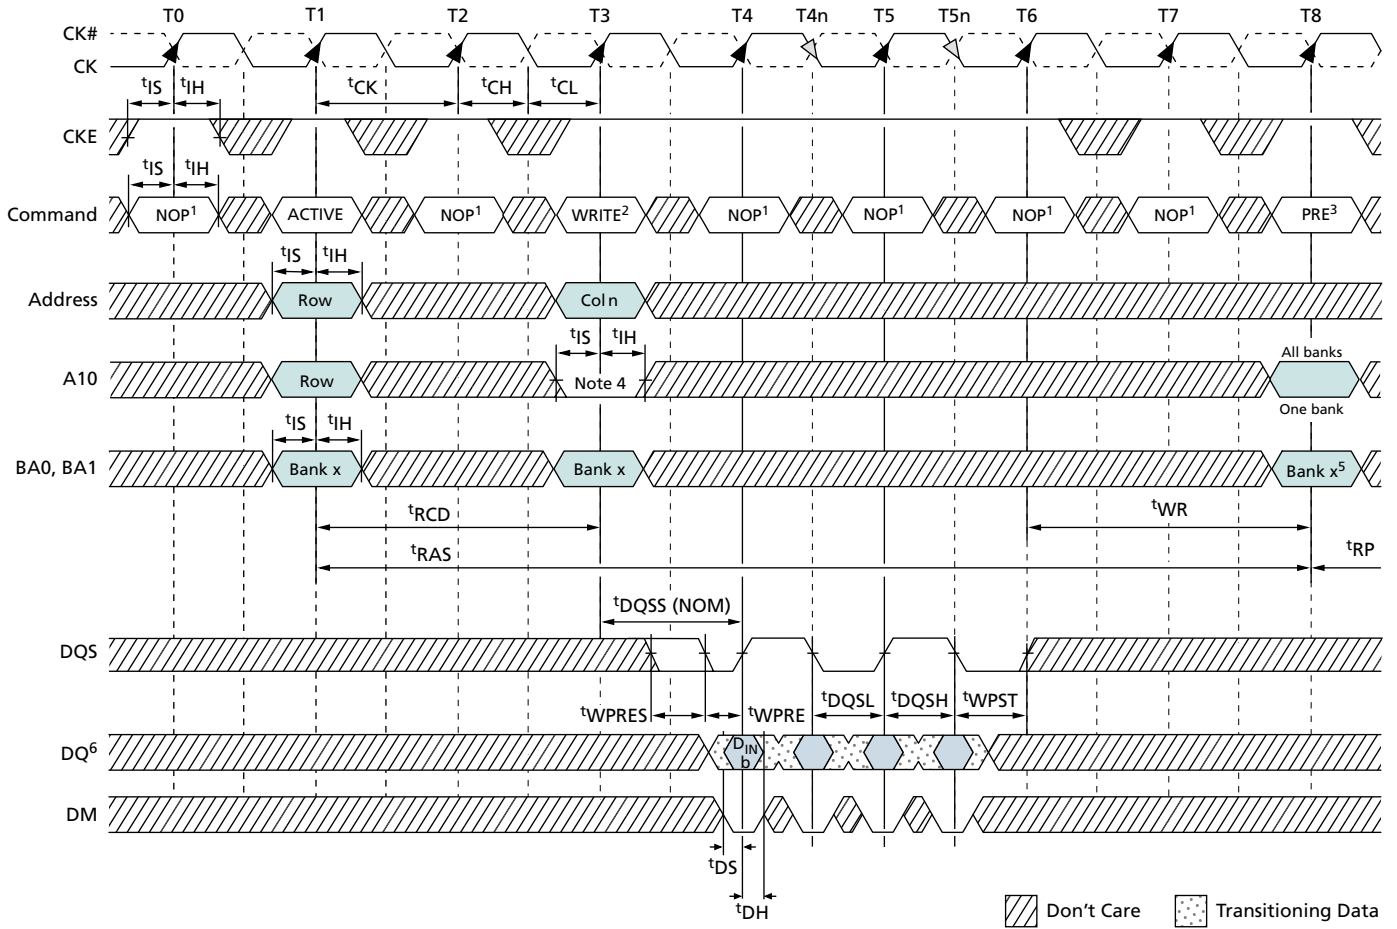 T0 T1 T2 T3 T4 T4n T5 T5n T6 T7 T8
CK#
CK
tIS tIH tCK tCH tCL
CKE
tIS tIH
Command NOP1 ACTIVE NOP1 WRITE2 NOP1 NOP1 NOP1 NOP1 PRE3
tIS tIH
Address Row Col n
tIS tIH
All banks
A10 Row Note 4
One bank
tIS tIH
BA0, BA1 Bank x Bank x Bank x5
tRCD tWR
tRAS tRP
tDQSS (NOM)
DQS
tWPRES tWPRE tDQSL tDQSH tWPST
DQ6 DIN
b
DM
tDS
tDH
Don't Care Transitioning Data